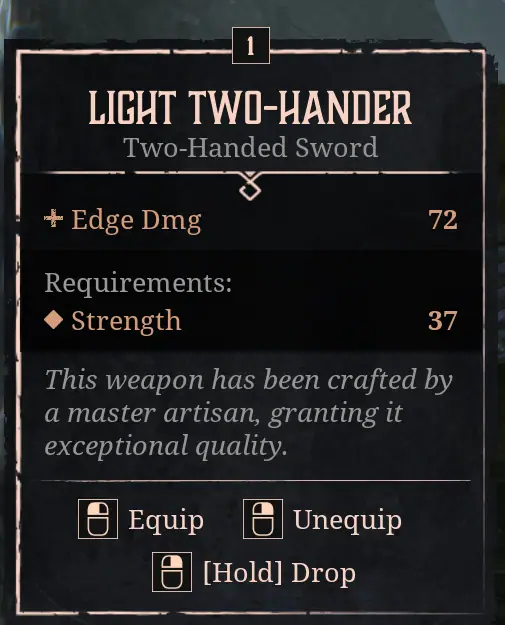 1
LIGHT TWO-HANDER
Two-Handed Sword
Edge Dmg 72
Requirements:
Strength 37
This weapon has been crafted by
a master artisan, granting it
exceptional quality.
Equip Unequip
[Hold] Drop